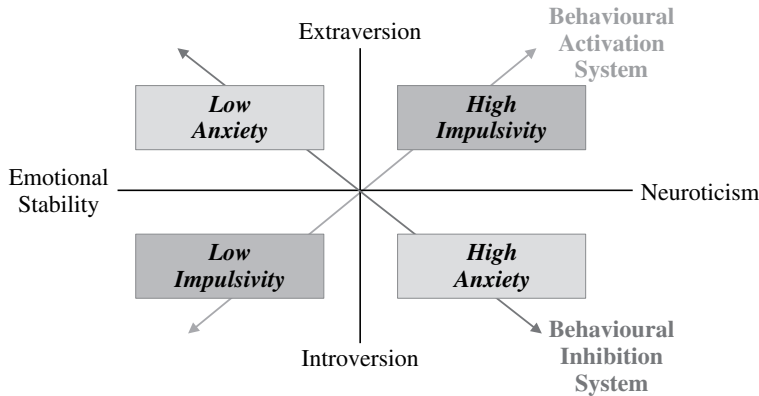 Extraversion
Behavioural
Activation
System
Low
Anxiety
High
Impulsivity
Emotional
Stability
Neuroticism
Low
Impulsivity
High
Anxiety
Introversion
Behavioural
Inhibition
System